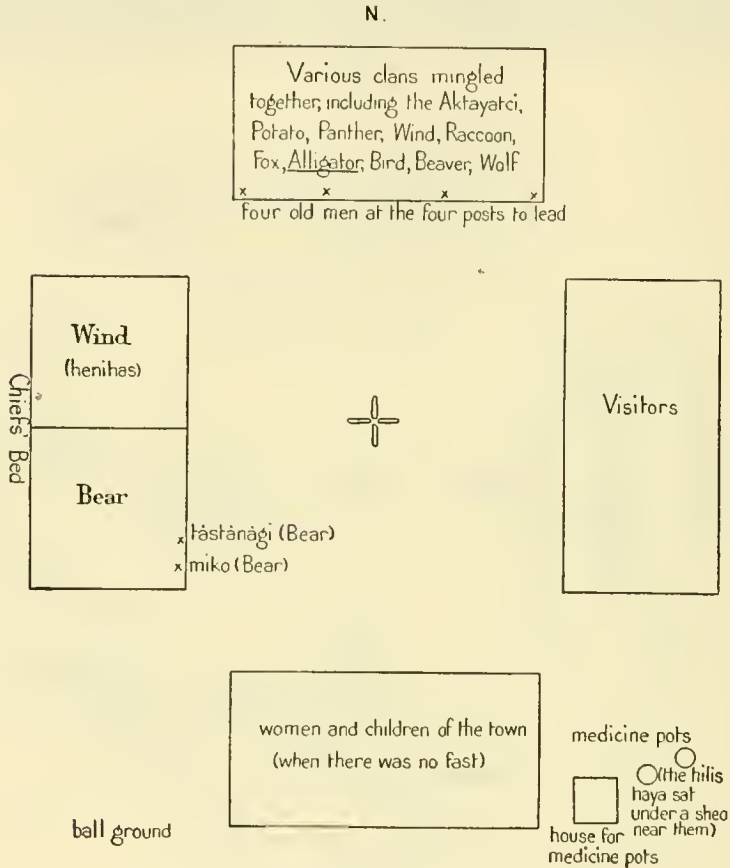 N.
Various clans mingled
together, including the Aktayatci,
Potato, Panther, Wind, Raccoon,
Fox, Alligator, Bird, Beaver, Wolf
x x x x
four old men at the four posts to lead
Chiefs' Bed
Wind
(henihas)
Bear
x tåstånågi (Bear)
x miko (Bear)
Visitors
women and children of the town
(when there was no fast)
ball ground
medicine pots
(the hilis
haya sat
under a shed
near them)
house for
medicine pots